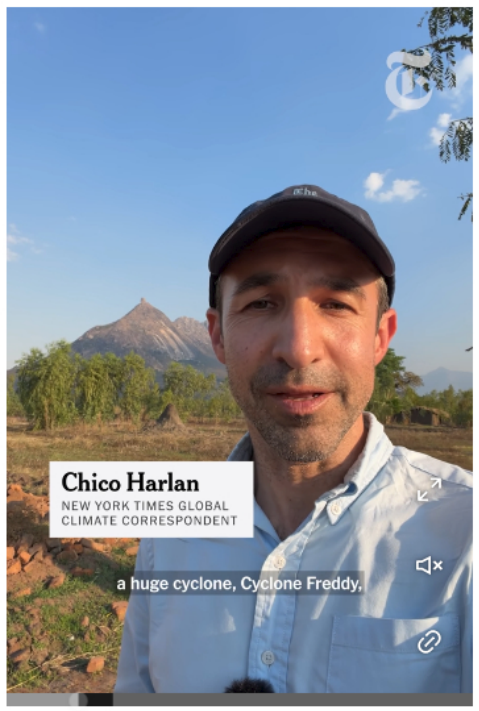 Chico Harlan
NEW YORK TIMES GLOBAL
CLIMATE CORRESPONDENT
a huge cyclone, Cyclone Freddy,